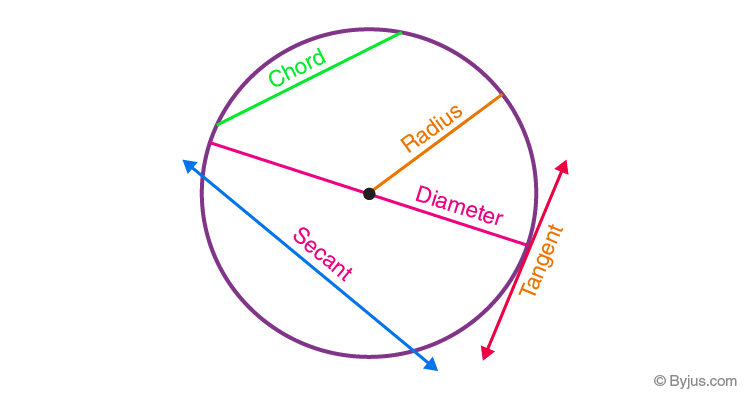 Chord
Radius
Diameter
Secant
Tangent
© Byjus.com